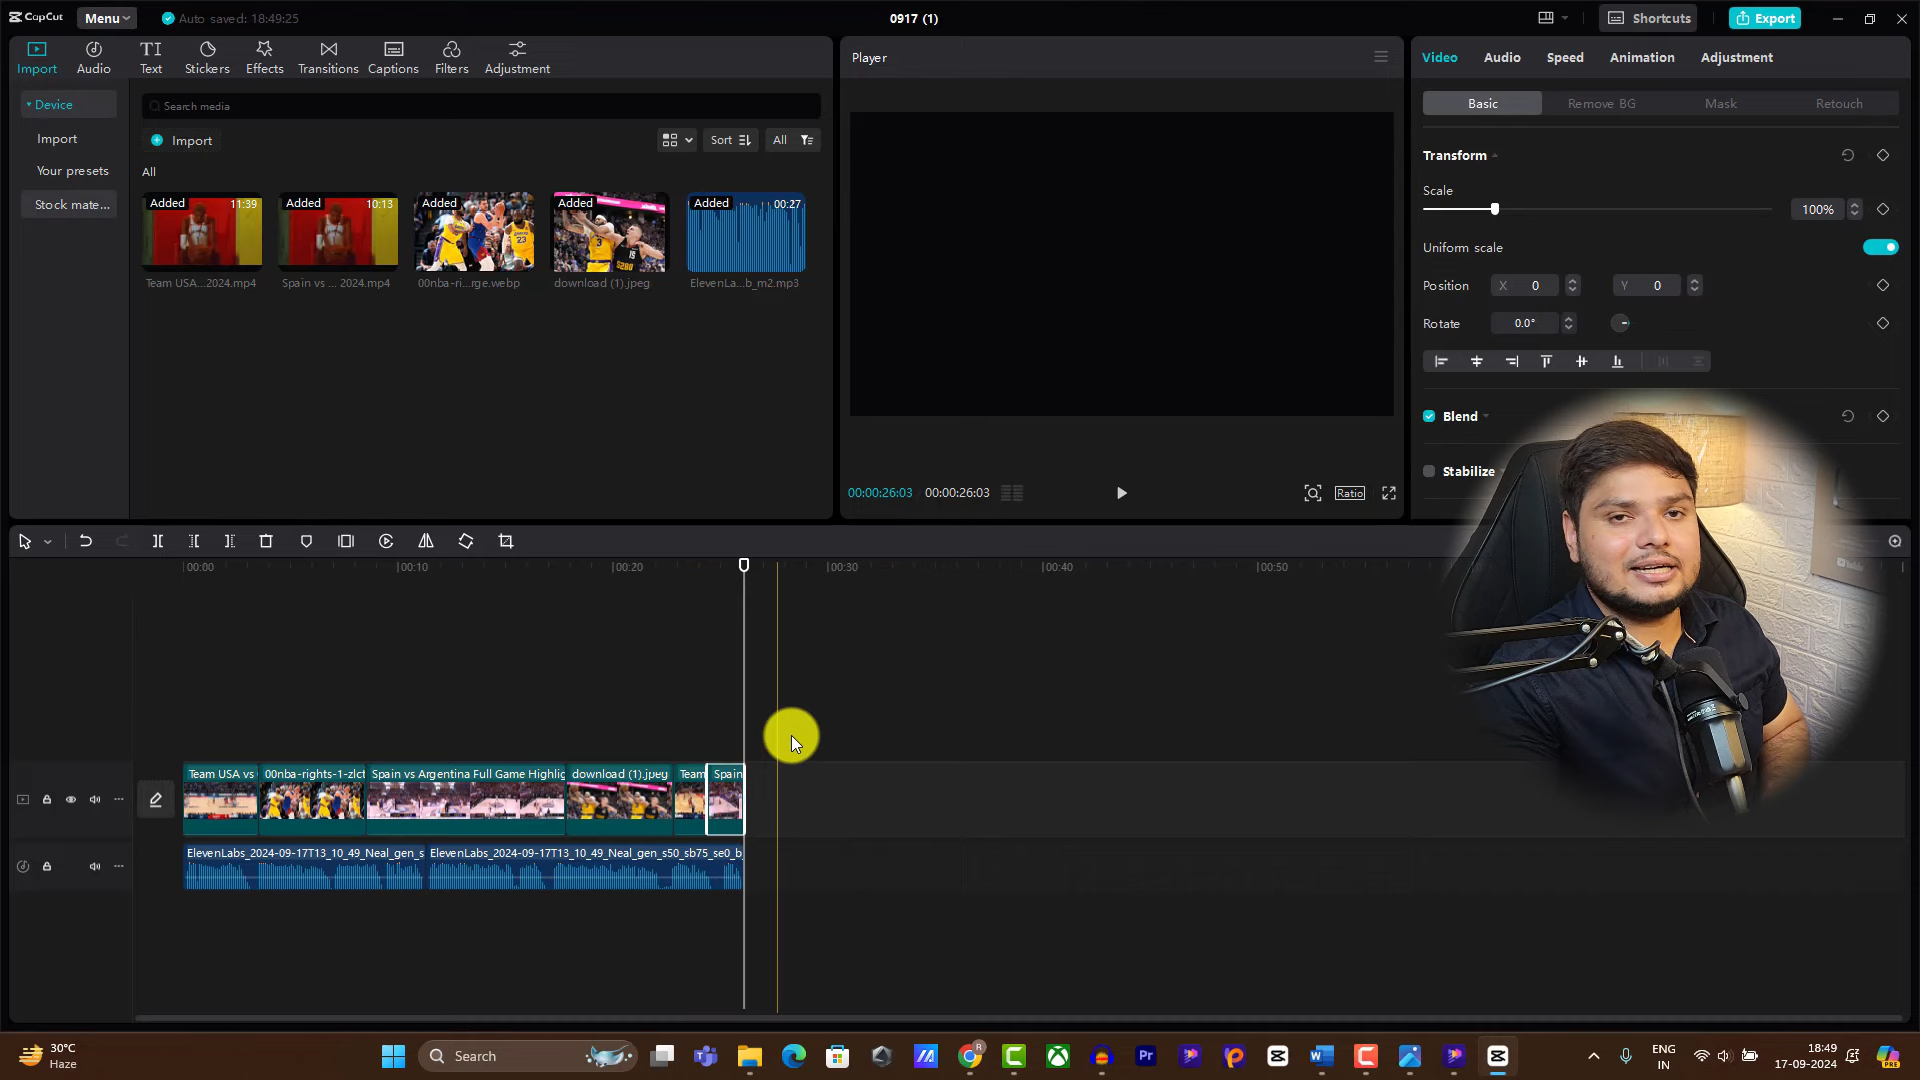 CapCut
Menu
Auto saved: 18:49:25
0917 (1)
Shortcuts
Export
Import
Audio
Text
Stickers
Effects
Transitions
Captions
Filters
Adjustment
Device
Import
Your presets
Stock mate...
Search media
Import
Sort
All
All
Added 11:39
Added 10:13
Added
Added
Added 00:27
Team USA...2024.mp4
Spain vs ... 2024.mp4
00nba-ri...rge.webp
download (1).jpeg
ElevenLa...b_m2.mp3
Player
00:00:26:03
00:00:26:03
Ratio
Video
Audio
Speed
Animation
Adjustment
Basic
Remove BG
Mask
Retouch
Transform
Scale
100%
Uniform scale
Position
X 0
Y 0
Rotate
0.0°
Blend
Stabilize
00:00
00:10
00:20
00:30
00:40
00:50
Team USA vs
00nba-rights-1-zlct
Spain vs Argentina Full Game Highlig
download (1).jpeg
Team
Spain
ElevenLabs_2024-09-17T13_10_49_Neal_gen_s
ElevenLabs_2024-09-17T13_10_49_Neal_gen_s50_sb75_se0_b
30°C
Haze
Search
Pr
ENG
IN
18:49
17-09-2024
PRE